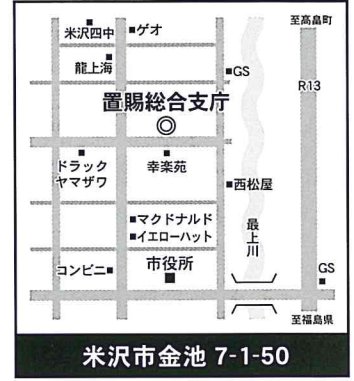 至高畠町
米沢四中
■ゲオ
龍上海
■GS
R13
置賜総合支庁
◎
ドラック
ヤマザワ
幸楽苑
■西松屋
■マクドナルド
■イエローハット
最上川
コンビニ■
市役所
GS
至福島県
米沢市金池 7-1-50